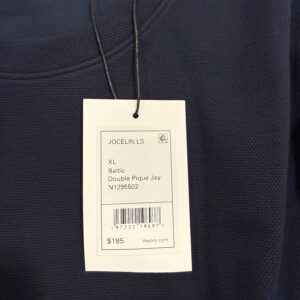 JOCELIN LS
XL
Baltic
Double Pique Jsy
N1295502
$185
theory.com